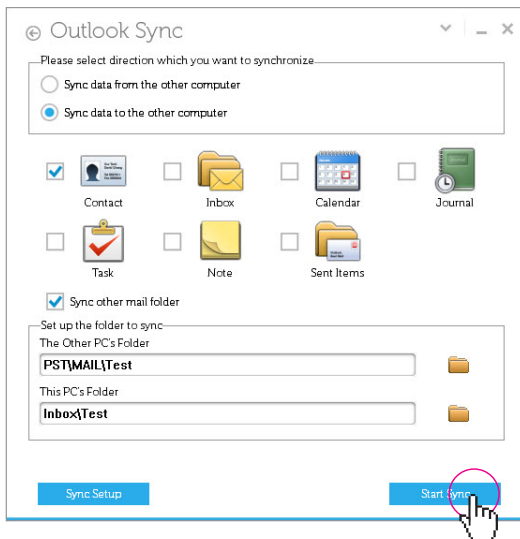 Outlook Sync
Please select direction which you want to synchronize
Sync data from the other computer
Sync data to the other computer
Contact
Inbox
Calendar
Journal
Task
Note
Sent Items
Sync other mail folder
Set up the folder to sync
The Other PC's Folder
PST\MAIL\Test
This PC's Folder
Inbox\Test
Sync Setup
Start Sync